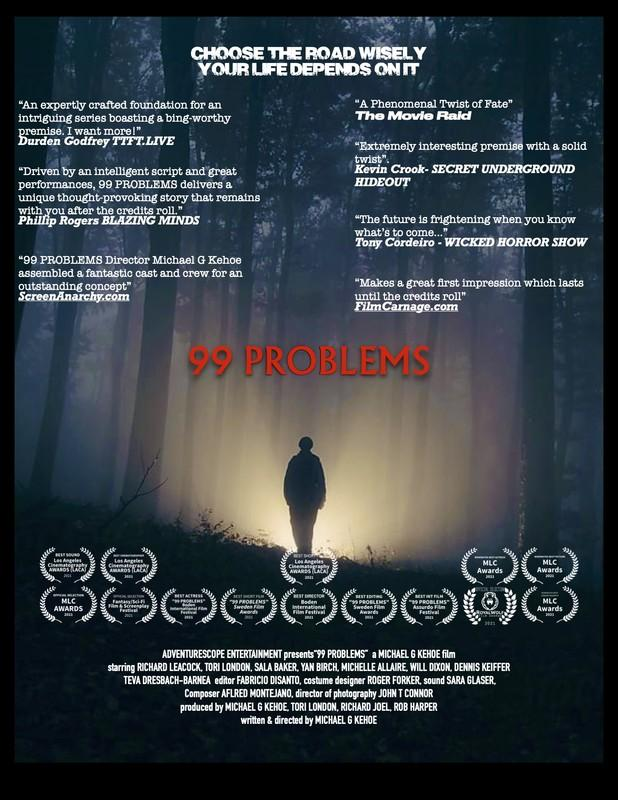 CHOOSE THE ROAD WISELY
YOUR LIFE DEPENDS ON IT
“An expertly crafted foundation for an
intriguing series boasting a bing-worthy
premise. I want more!”
Durden Godfrey TTFT.LIVE
“Driven by an intelligent script and great
performances, 99 PROBLEMS delivers a
unique thought-provoking story that remains
with you after the credits roll.”
Phillip Rogers BLAZING MINDS
“99 PROBLEMS Director Michael G Kehoe
assembled a fantastic cast and crew for an
outstanding concept”
ScreenAnarchy.com
“A Phenomenal Twist of Fate”
The Movie Raid
“Extremely interesting premise with a solid
twist”.
Kevin Crook- SECRET UNDERGROUND
HIDEOUT
“The future is frightening when you know
what’s to come...”
Tony Cordeiro - WICKED HORROR SHOW
“Makes a great first impression which lasts
until the credits roll”
FilmCarnage.com
99 PROBLEMS
BEST SOUND
Los Angeles
Cinematography
AWARDS (LACA)
2021
BEST CINEMATOGRAPHY
Los Angeles
Cinematography
AWARDS (LACA)
2021
BEST SHORT
Los Angeles
Cinematography
AWARDS (LACA)
2021
MLC
Awards
2021
MLC
Awards
2021
OFFICIAL SELECTION
MLC
AWARDS
2021
OFFICIAL SELECTION
Fantasy/Sci-Fi
Film & Screenplay
Festival
2021
BEST ACTRESS
"99 PROBLEMS"
Boden
International Film
Festival
2021
BEST SHORT FILM
"99 PROBLEMS"
Sweden Film
Awards
2021
BEST DIRECTOR
Boden
International
Film Festival
2021
BEST EDITING
"99 PROBLEMS"
Sweden Film
Awards
2021
BEST INT FILM
"99 PROBLEMS"
Assurdo Film
Festival
2021
OFFICIAL SELECTION
ROYALWOLF
2021
MLC
Awards
2021
ADVENTURESCOPE ENTERTAINMENT presents“99 PROBLEMS” a MICHAEL G KEHOE film
starring RICHARD LEACOCK, TORI LONDON, SALA BAKER, YAN BIRCH, MICHELLE ALLAIRE, WILL DIXON, DENNIS KEIFFER
TEVA DRESBACH-BARNEA editor FABRICIO DISANTO, costume designer ROGER FORKER, sound SARA GLASER,
Composer AFLRED MONTEJANO, director of photography JOHN T CONNOR
produced by MICHAEL G KEHOE, TORI LONDON, RICHARD JOEL, ROB HARPER
written & directed by MICHAEL G KEHOE